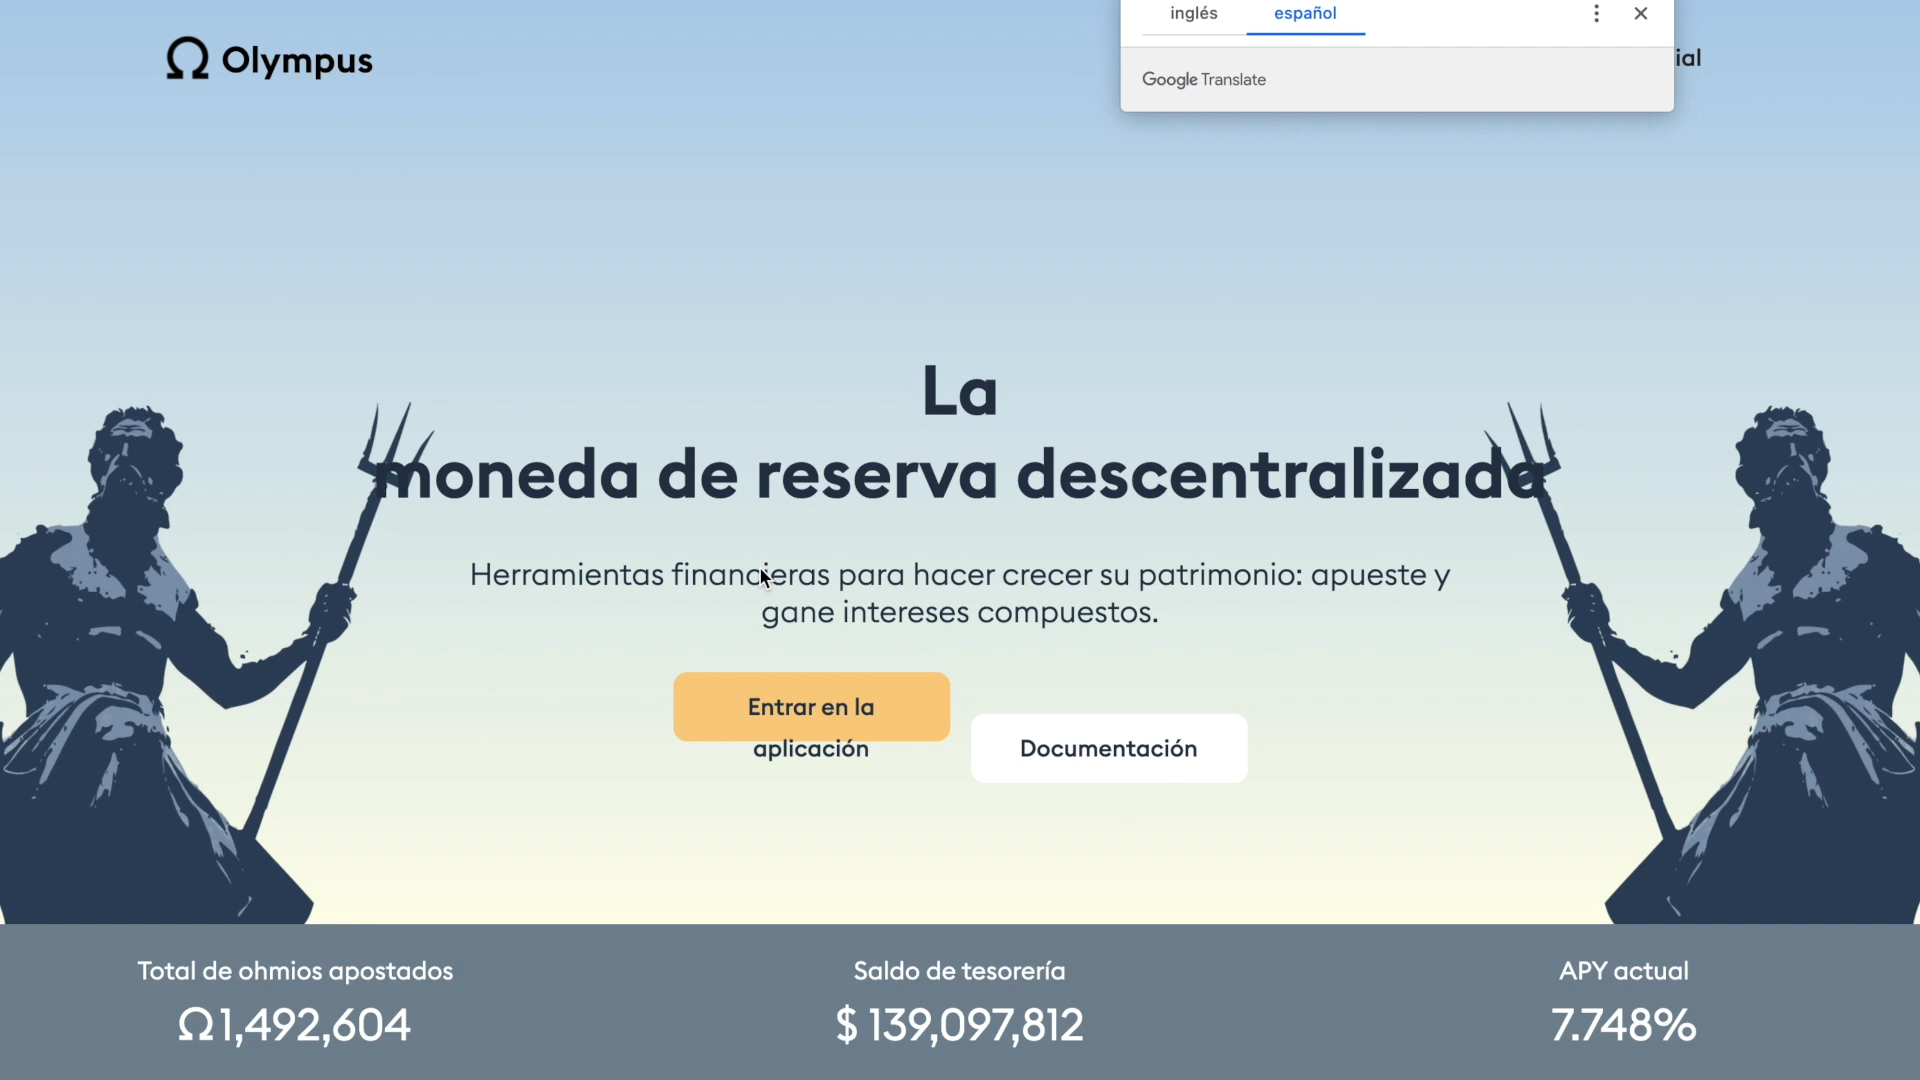 inglés español
Google Translate
Olympus
ial
La
moneda de reserva descentralizada
Herramientas financieras para hacer crecer su patrimonio: apueste y
gane intereses compuestos.
Entrar en la
aplicación
Documentación
Total de ohmios apostados
Ω1,492,604
Saldo de tesorería
$ 139,097,812
APY actual
7.748%